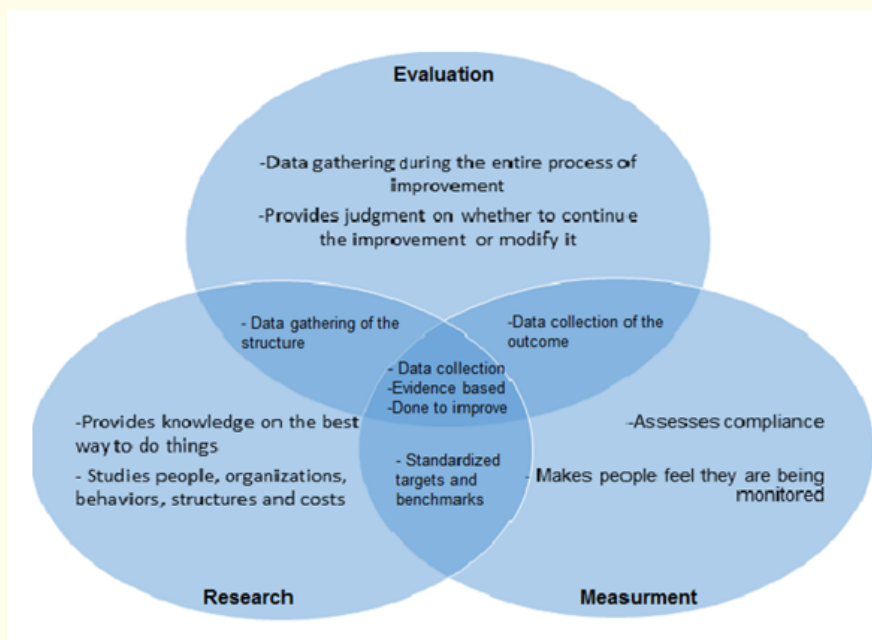 Evaluation
-Data gathering during the entire process of
improvement
-Provides judgment on whether to continue
the improvement or modify it
- Data gathering of the
structure
-Data collection of the
outcome
- Data collection
-Evidence based
-Done to improve
-Provides knowledge on the best
way to do things
- Studies people, organizations,
behaviors, structures and costs
- Standardized
targets and
benchmarks
-Assesses compliance
- Makes people feel they are being
monitored
Research
Measurment